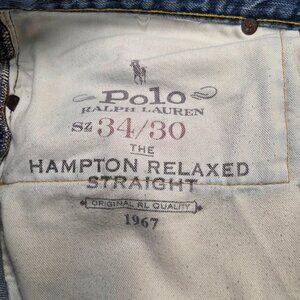 Polo
RALPH LAUREN
SZ 34/30
THE
HAMPTON RELAXED
STRAIGHT
ORIGINAL RL QUALITY
1967